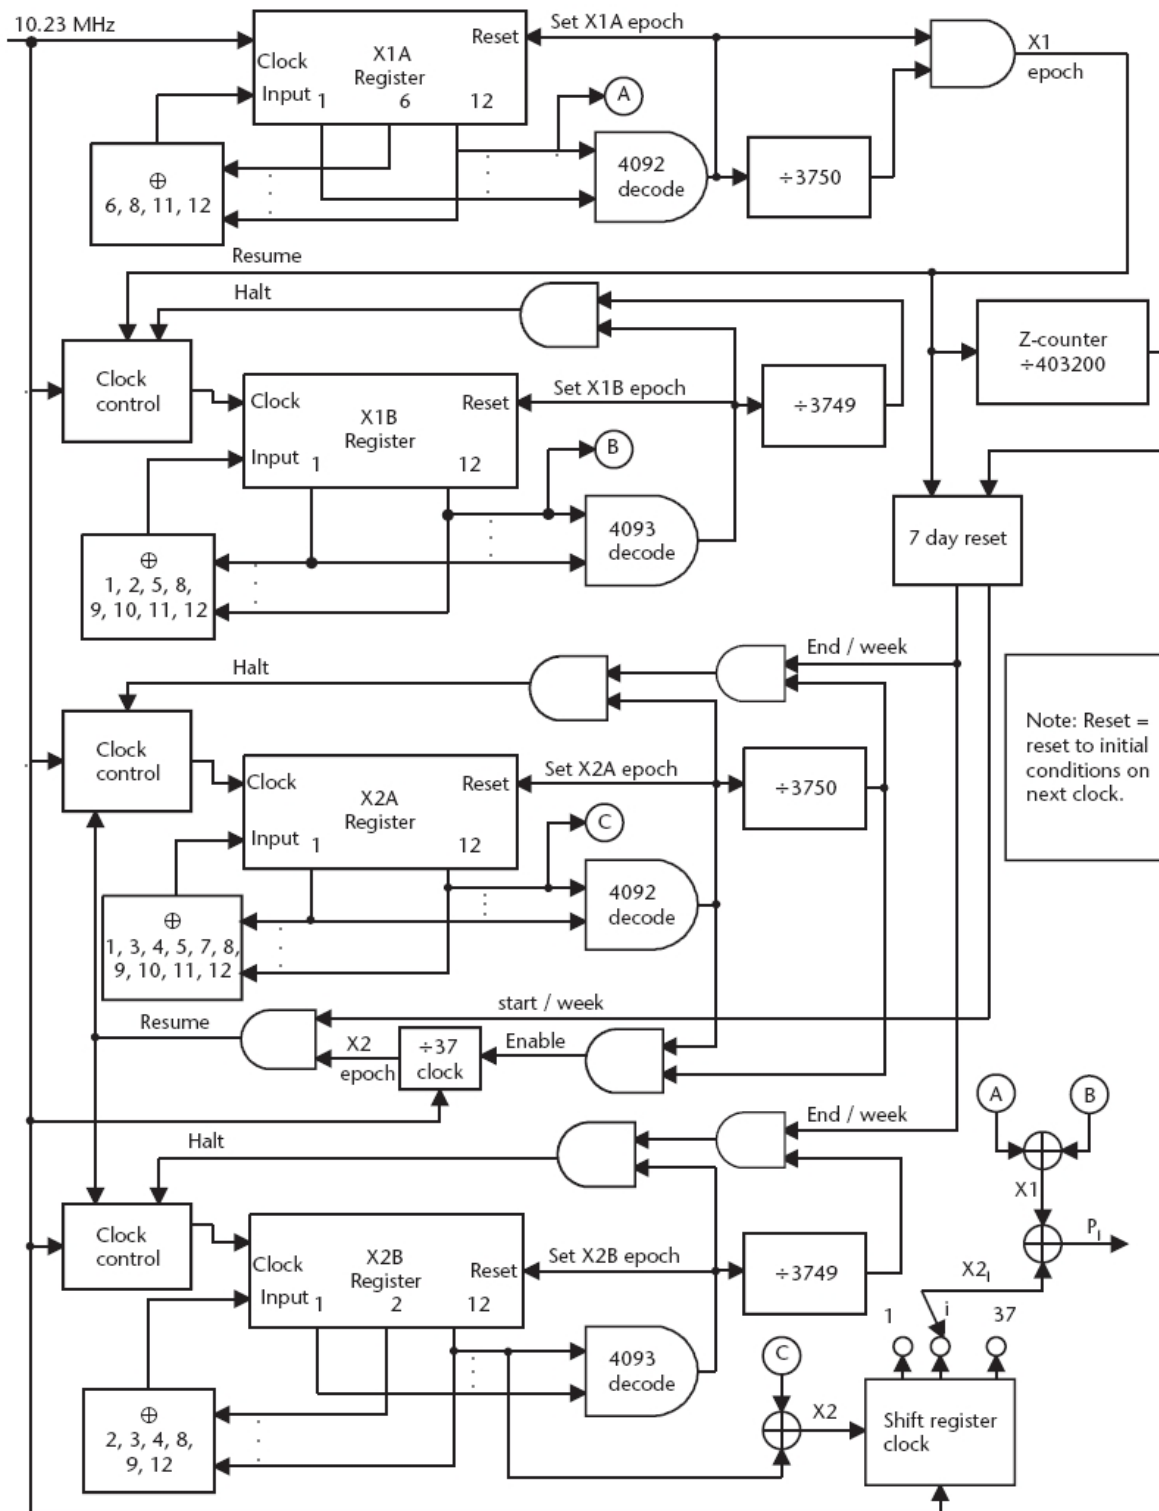 10.23 MHz
Clock
Input
X1A
Register
Reset
1
6
12
Set X1A epoch
X1
epoch
A
4092
decode
÷3750
⊕
6, 8, 11, 12
Resume
Halt
Clock
control
Clock
Input
X1B
Register
Reset
1
12
Set X1B epoch
÷3749
Z-counter
÷403200
B
4093
decode
7 day reset
⊕
1, 2, 5, 8,
9, 10, 11, 12
Halt
End / week
Note: Reset =
reset to initial
conditions on
next clock.
Clock
control
Clock
Input
X2A
Register
Reset
1
12
Set X2A epoch
÷3750
C
4092
decode
⊕
1, 3, 4, 5, 7, 8,
9, 10, 11, 12
start / week
Resume
X2
epoch
÷37
clock
Enable
A
B
Halt
End / week
X1
Clock
control
Clock
Input
X2B
Register
Reset
1
2
12
Set X2B epoch
÷3749
P_I
X2_I
1
i
37
4093
decode
C
X2
Shift register
clock
⊕
2, 3, 4, 8,
9, 12